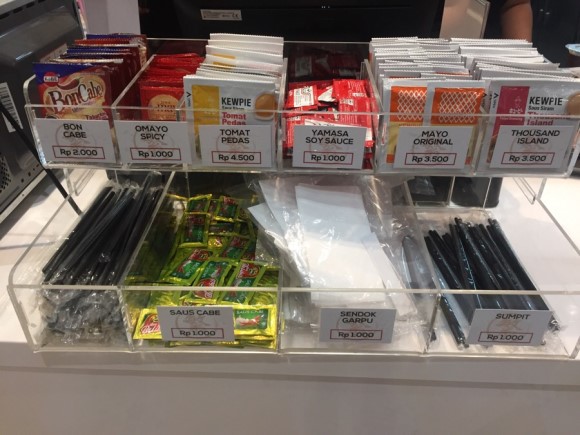 BonCabe
BON
CABE
Rp 2.000
OMAYO
SPICY
Rp 1.000
KEWPIE
Tomat
Pedas
TOMAT
PEDAS
Rp 4.500
YAMASA
SOY SAUCE
Rp 1.000
MAYO
ORIGINAL
Rp 3.500
KEWPIE
Thousand
Island
THOUSAND
ISLAND
Rp 3.500
SAUS CABE
Rp 1.000
SENDOK
GARPU
Rp 1.000
SUMPIT
Rp 1.000